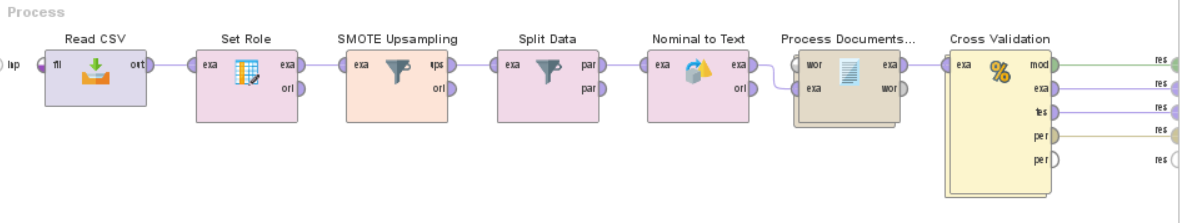 Process
Read CSV
Set Role
SMOTE Upsampling
Split Data
Nominal to Text
Process Documents...
Cross Validation
inp
fil
out
exa
exa
ori
exa
ups
ori
exa
par
par
exa
exa
ori
wor
exa
exa
wor
exa
mod
exa
tes
per
per
res
res
res
res
res